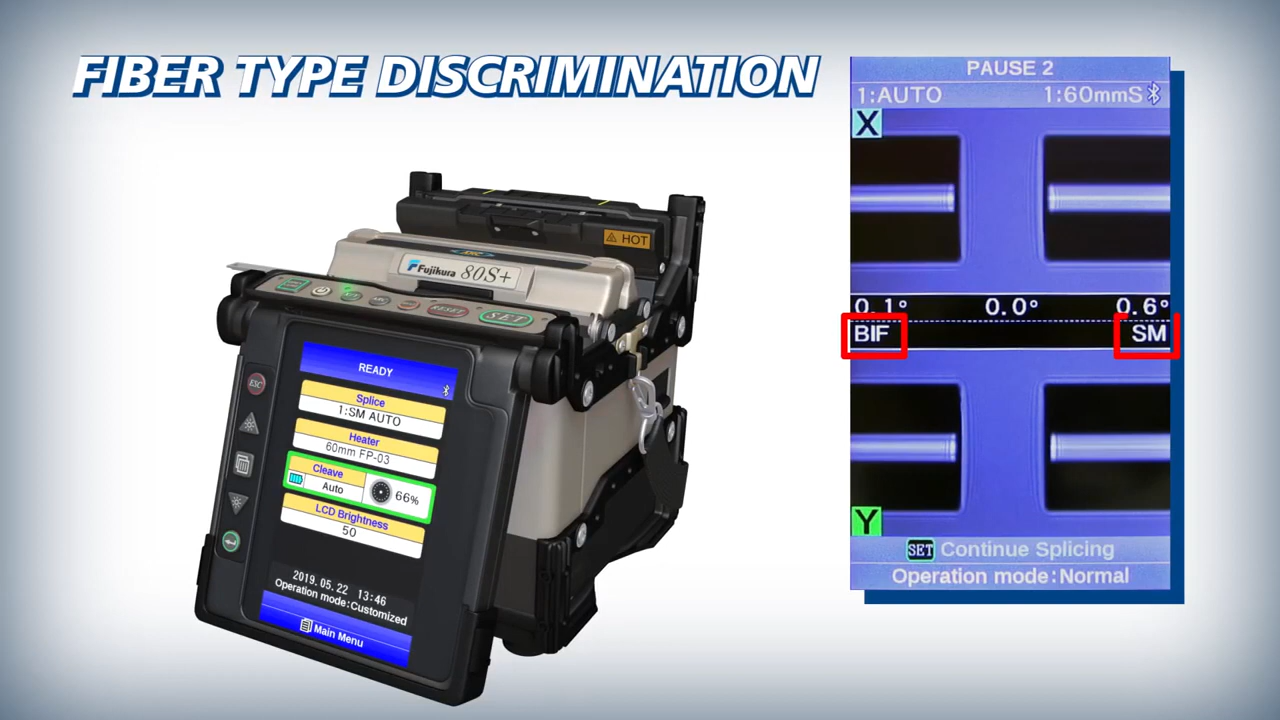 FIBER TYPE DISCRIMINATION
HOT
Fujikura 80S+
RESET
SET
ESC
READY
Splice
1:SM AUTO
Heater
60mm FP-03
Cleave
Auto
66%
LCD Brightness
50
2019.05.22 13:46
Operation mode:Customized
Main Menu
PAUSE 2
1:AUTO 1:60mmS
X
0.1° 0.0° 0.6°
BIF SM
Y
SET Continue Splicing
Operation mode:Normal